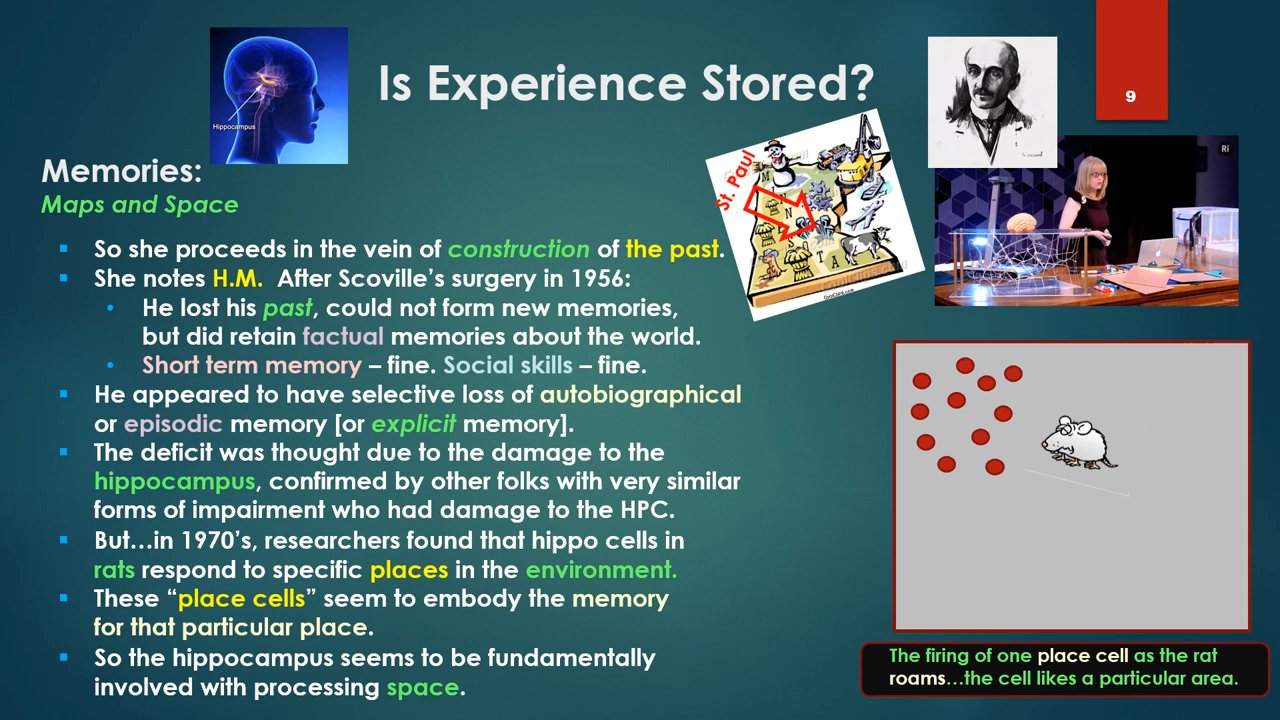 Hippocampus
Is Experience Stored?
9
Ri
Memories:
Maps and Space
St. Paul
So she proceeds in the vein of construction of the past.
She notes H.M.  After Scoville's surgery in 1956:
He lost his past, could not form new memories,
but did retain factual memories about the world.
Short term memory – fine. Social skills – fine.
He appeared to have selective loss of autobiographical
or episodic memory [or explicit memory].
The deficit was thought due to the damage to the
hippocampus, confirmed by other folks with very similar
forms of impairment who had damage to the HPC.
But…in 1970's, researchers found that hippo cells in
rats respond to specific places in the environment.
These “place cells” seem to embody the memory
for that particular place.
So the hippocampus seems to be fundamentally
involved with processing space.
The firing of one place cell as the rat
roams…the cell likes a particular area.